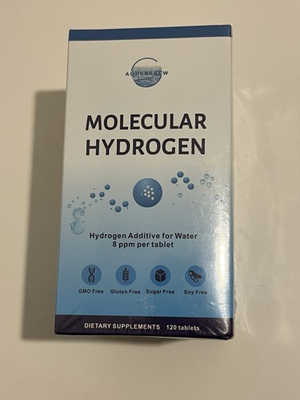 AQUERENEW
MOLECULAR
HYDROGEN
Hydrogen Additive for Water
8 ppm per tablet
GMO Free Gluten Free Sugar Free Soy Free
DIETARY SUPPLEMENTS 120 tablets